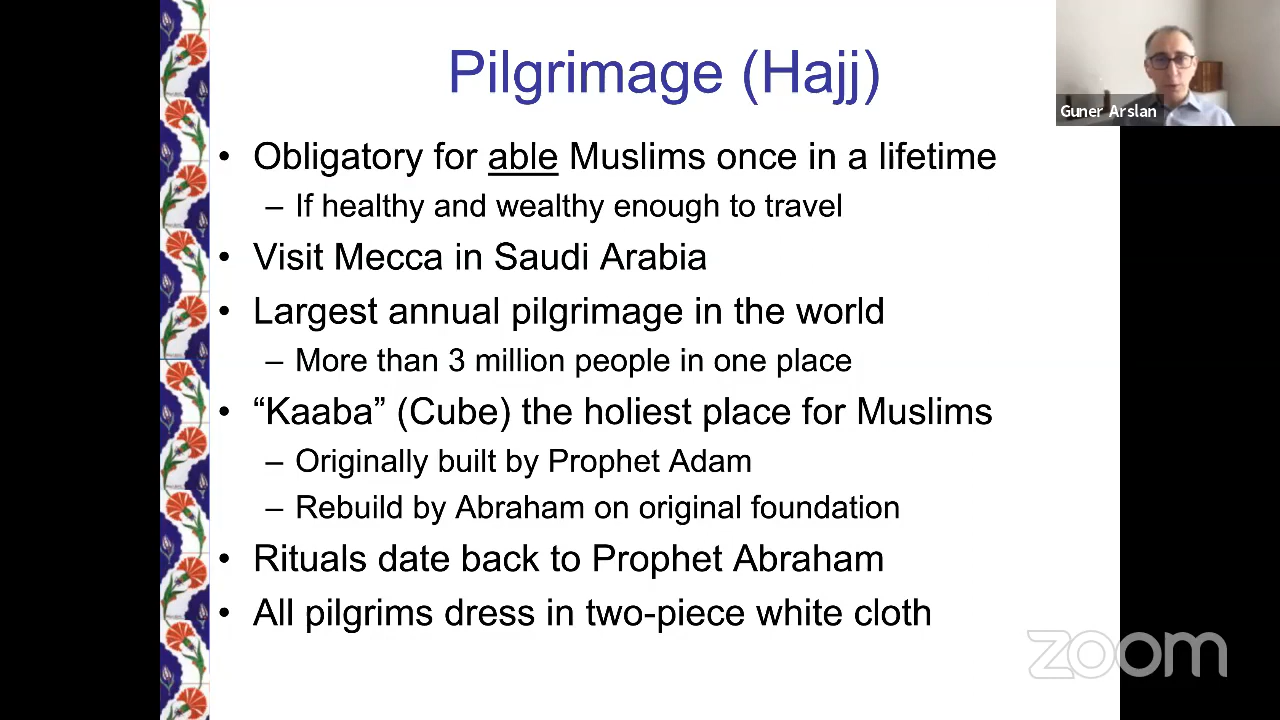 Pilgrimage (Hajj)
Guner Arslan
• Obligatory for able Muslims once in a lifetime
– If healthy and wealthy enough to travel
• Visit Mecca in Saudi Arabia
• Largest annual pilgrimage in the world
– More than 3 million people in one place
• “Kaaba” (Cube) the holiest place for Muslims
– Originally built by Prophet Adam
– Rebuild by Abraham on original foundation
• Rituals date back to Prophet Abraham
• All pilgrims dress in two-piece white cloth
zoom